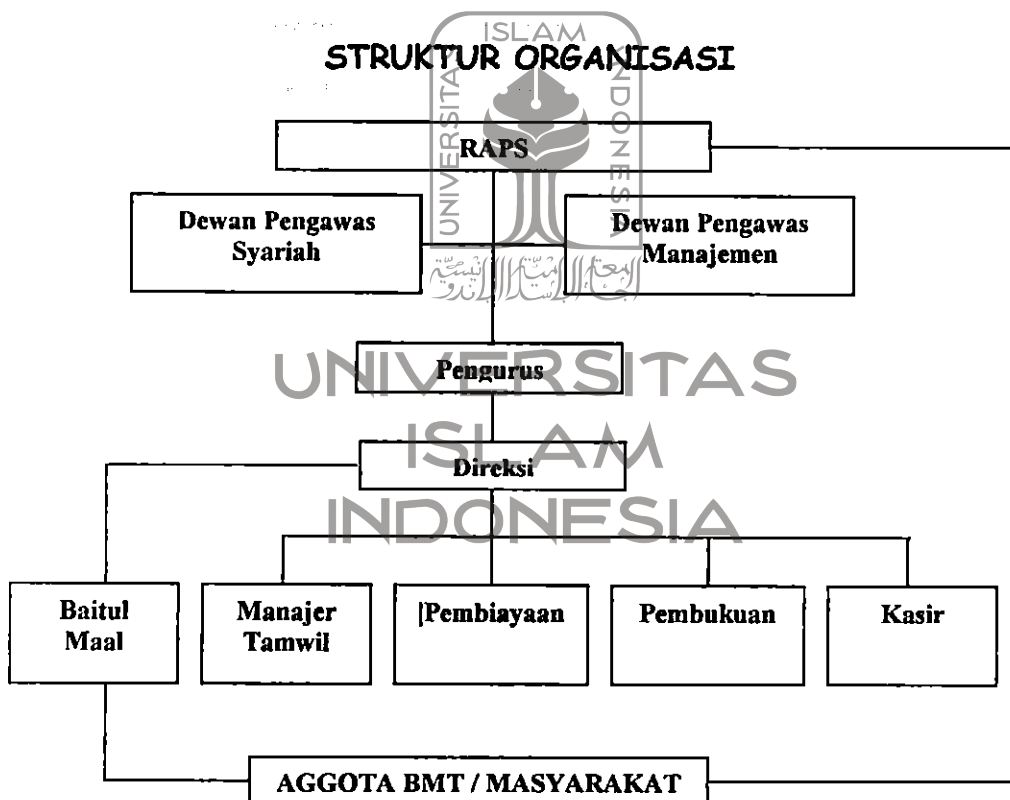 STRUKTUR ORGANISASI
ISLAM
UNIVERSITAS
INDONESIA
RAPS
Dewan Pengawas
Syariah
Dewan Pengawas
Manajemen
UNIVERSITAS
ISLAM
INDONESIA
Pengurus
Direksi
Baitul
Maal
Manajer
Tamwil
|Pembiayaan
Pembukuan
Kasir
AGGOTA BMT / MASYARAKAT